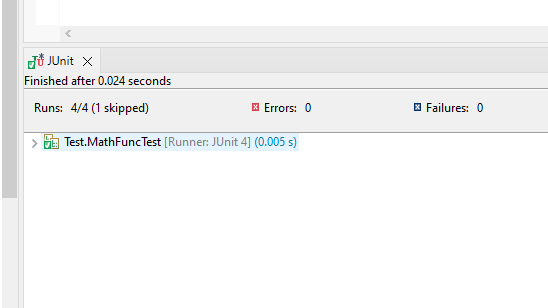 JUnit
Finished after 0.024 seconds
Runs: 4/4 (1 skipped) Errors: 0 Failures: 0
Test.MathFuncTest [Runner: JUnit 4] (0.005 s)